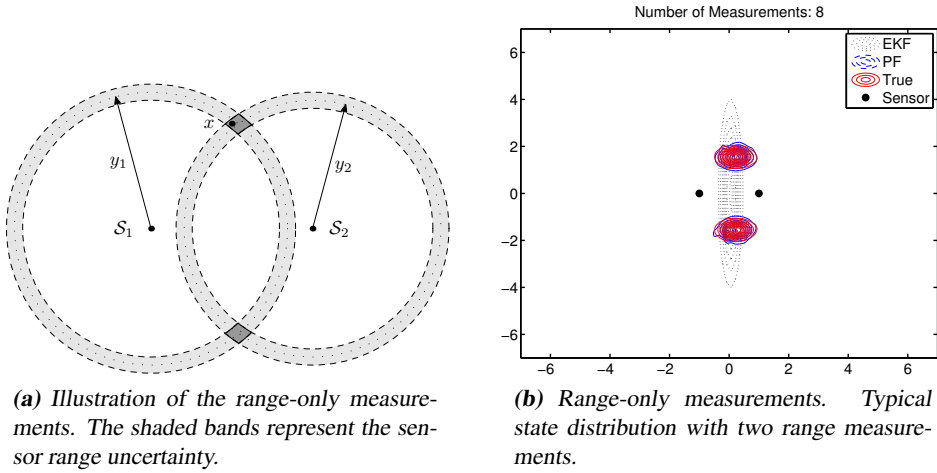 x
y₁
y₂
S₁
S₂
(a) Illustration of the range-only measure-
ments. The shaded bands represent the sen-
sor range uncertainty.
Number of Measurements: 8
EKF
PF
True
Sensor
6
4
2
0
−2
−4
−6
−6 −4 −2 0 2 4 6
(b) Range-only measurements. Typical
state distribution with two range measure-
ments.